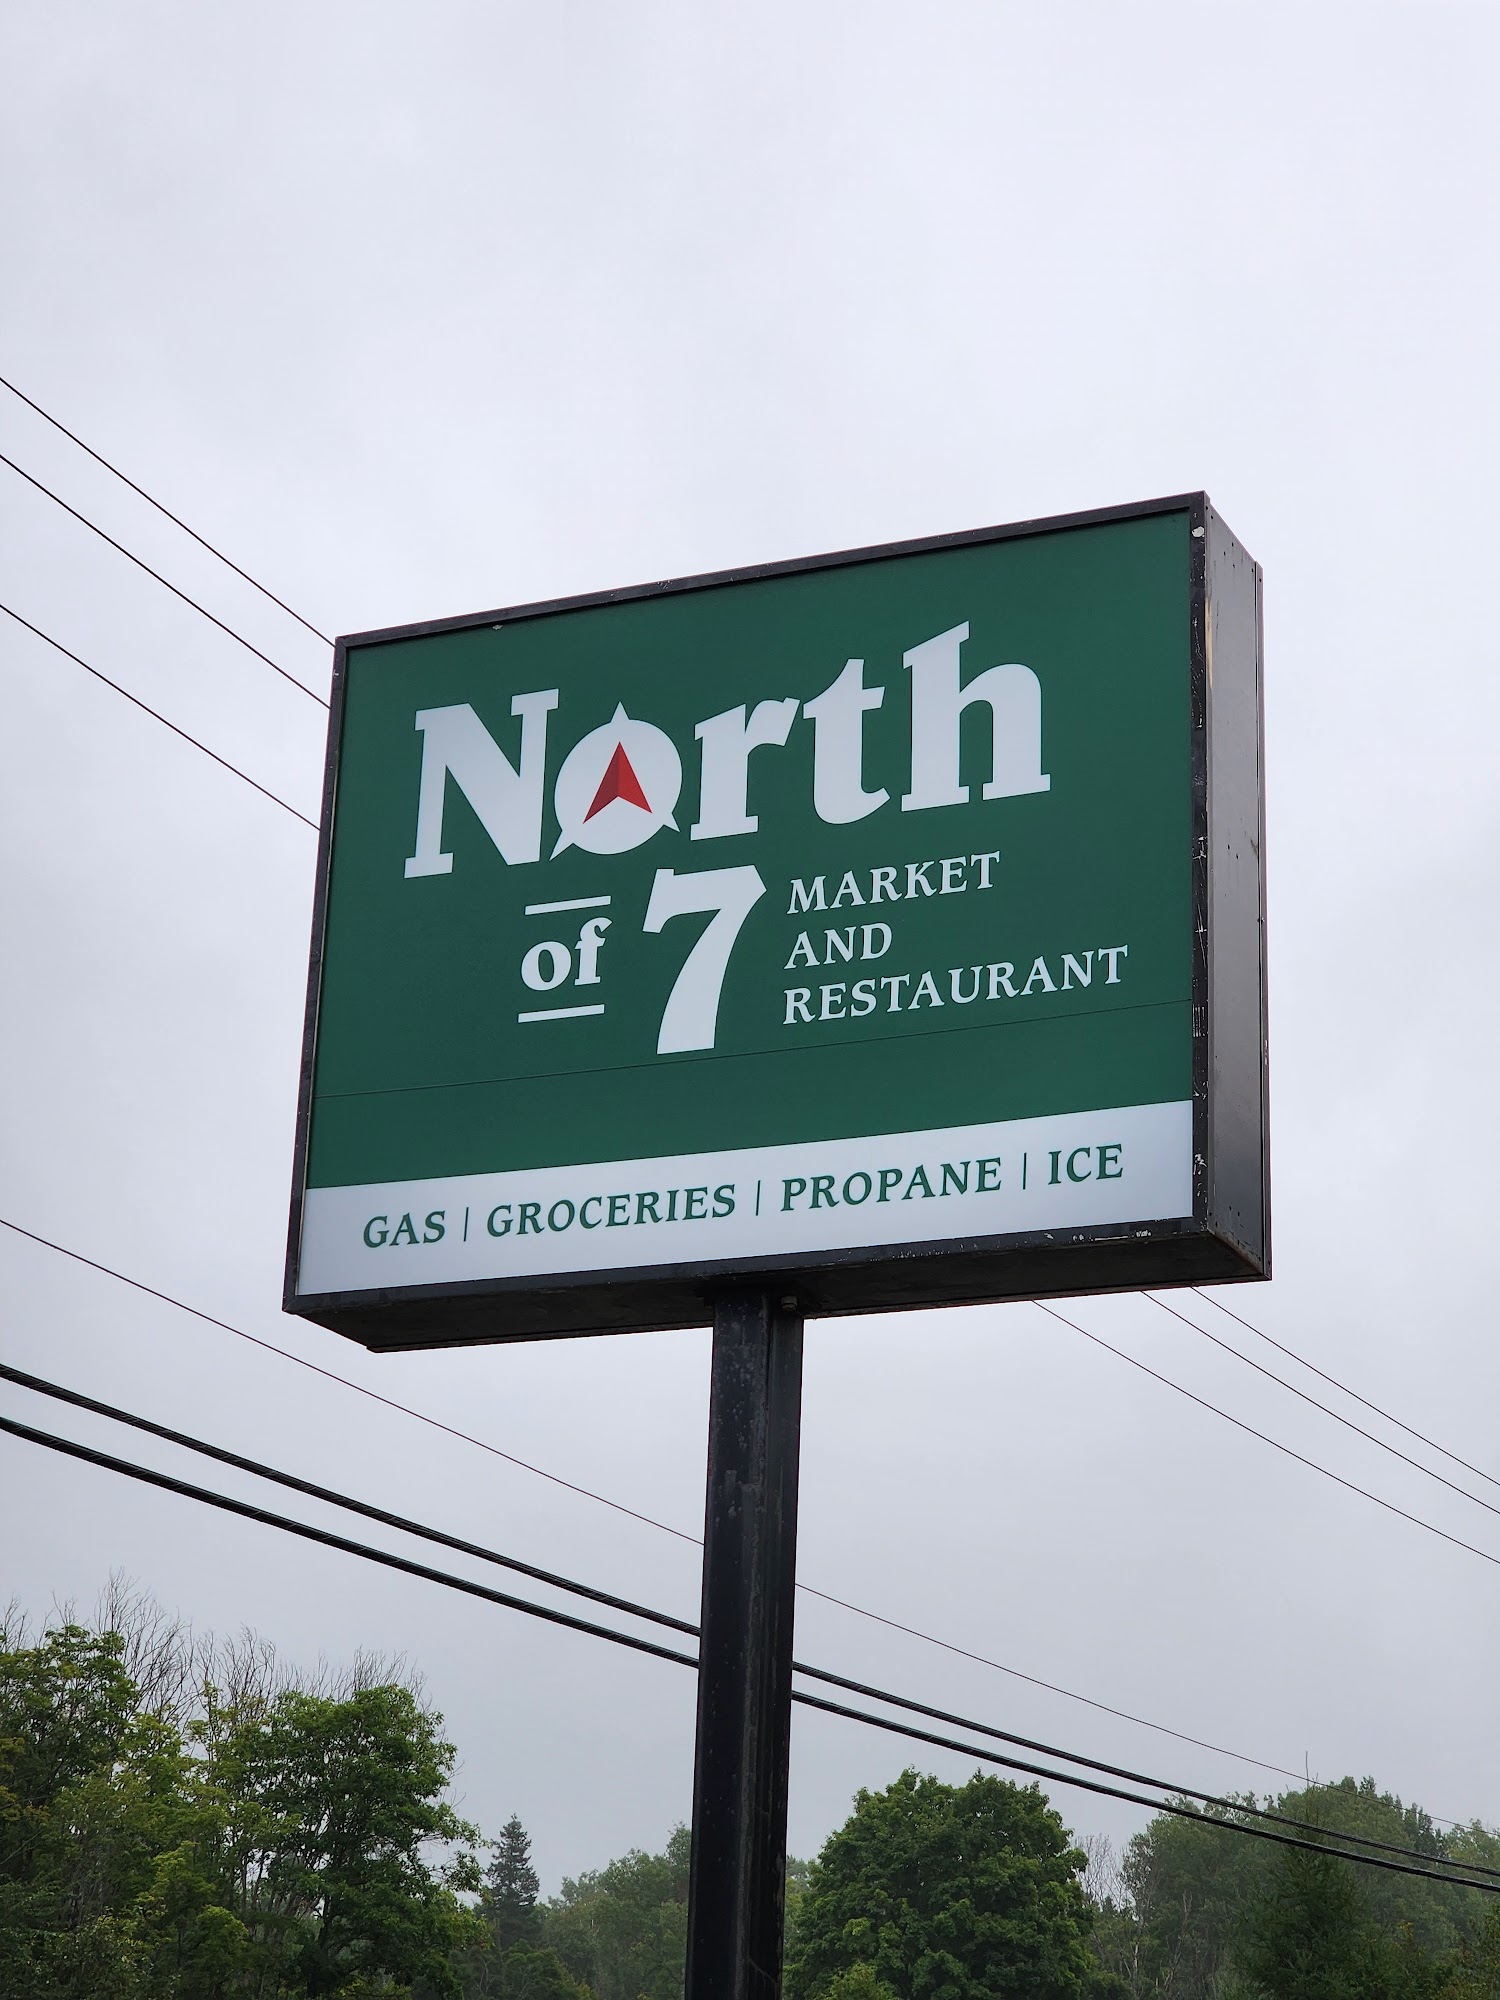 North
of 7
MARKET
AND
RESTAURANT
GAS | GROCERIES | PROPANE | ICE